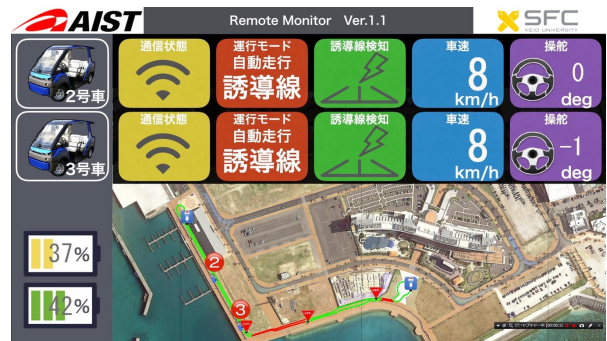 AIST
Remote Monitor Ver.1.1
SFC
KEIO UNIVERSITY
2号車
通信状態
運行モード
自動走行
誘導線
誘導線検知
車速
8
km/h
操舵
0
deg
3号車
通信状態
運行モード
自動走行
誘導線
誘導線検知
車速
8
km/h
操舵
-1
deg
37%
42%
2
3